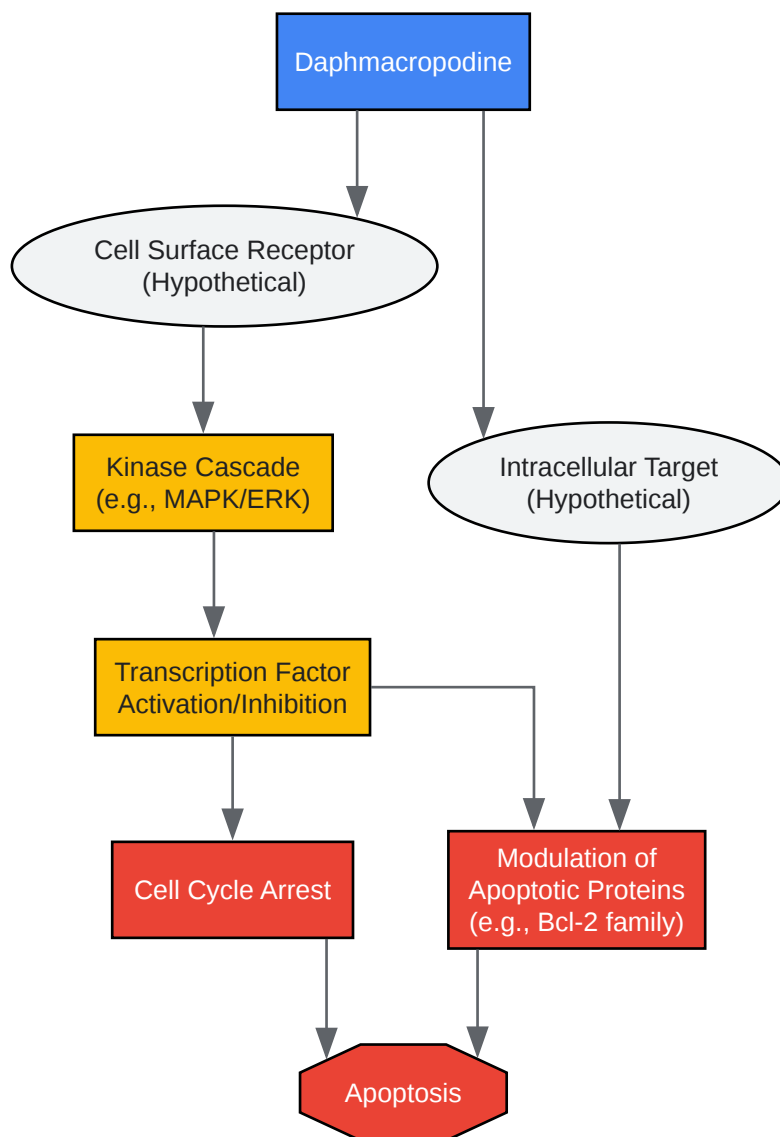 Daphmacropodine
Cell Surface Receptor
(Hypothetical)
Kinase Cascade
(e.g., MAPK/ERK)
Intracellular Target
(Hypothetical)
Transcription Factor
Activation/Inhibition
Cell Cycle Arrest
Modulation of
Apoptotic Proteins
(e.g., Bcl-2 family)
Apoptosis